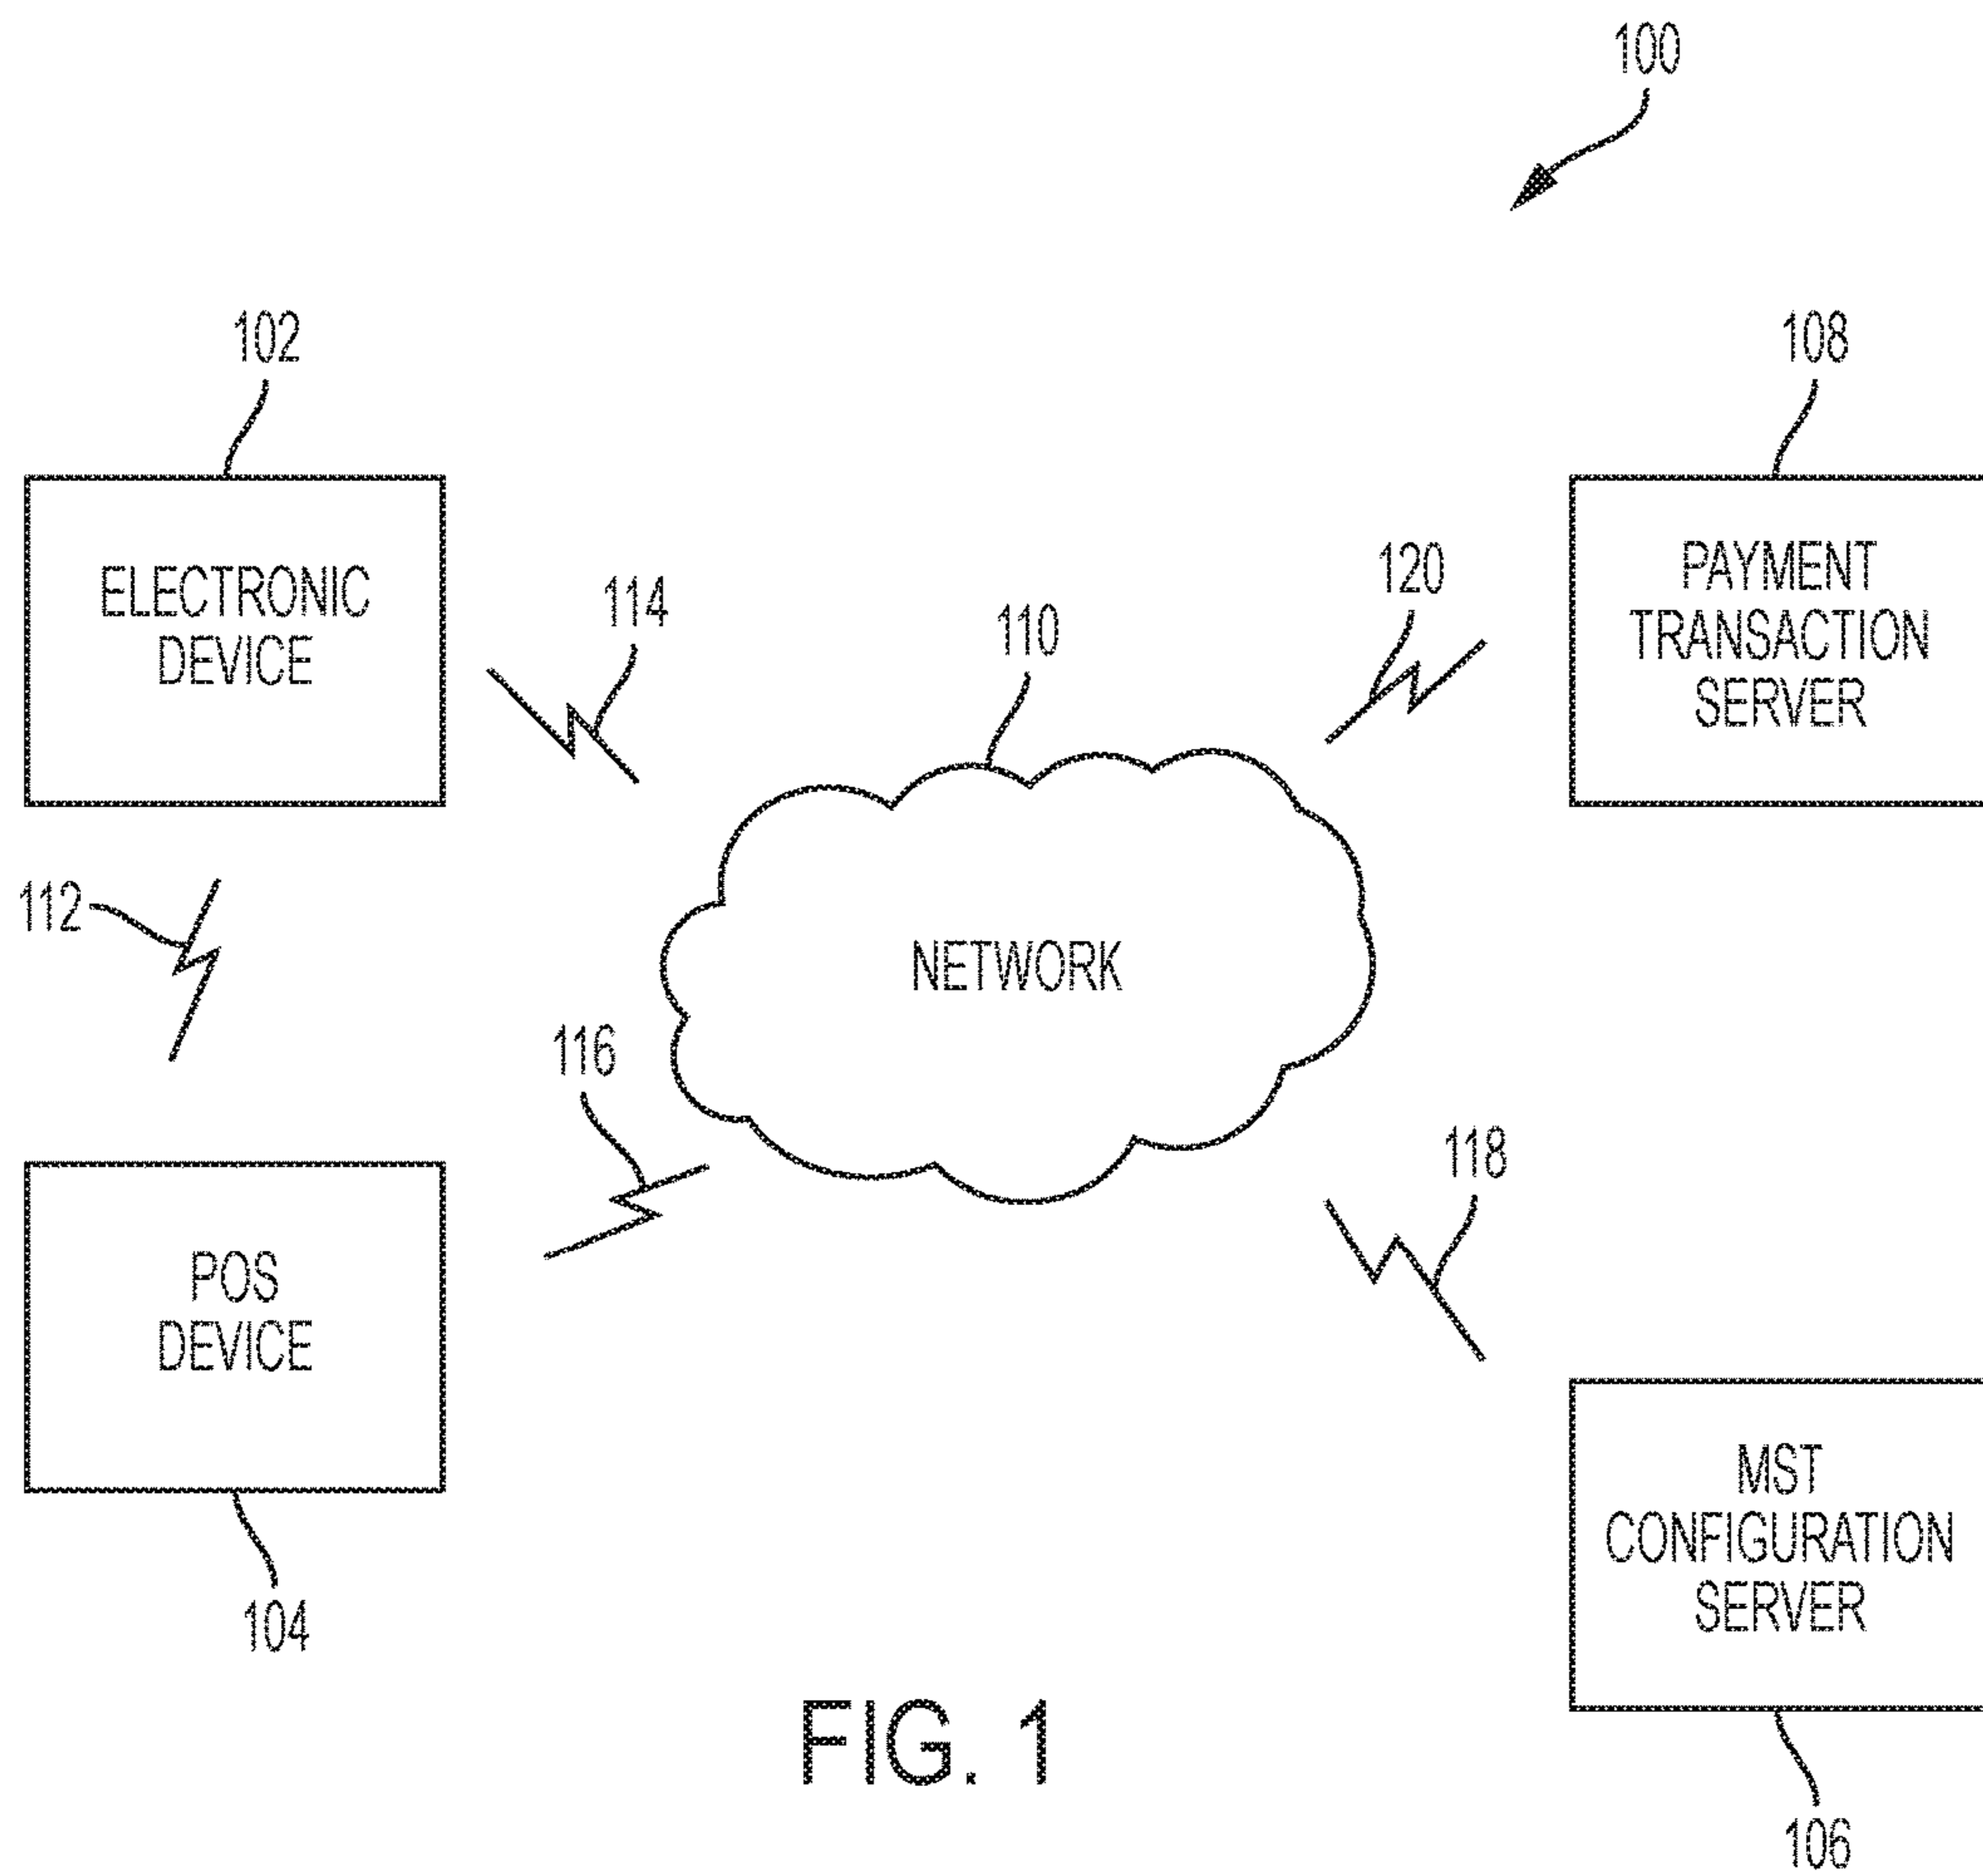 100
102
108
ELECTRONIC
DEVICE
114
110
120
PAYMENT
TRANSACTION
SERVER
112
NETWORK
116
118
POS
DEVICE
MST
CONFIGURATION
SERVER
104
FIG. 1
106